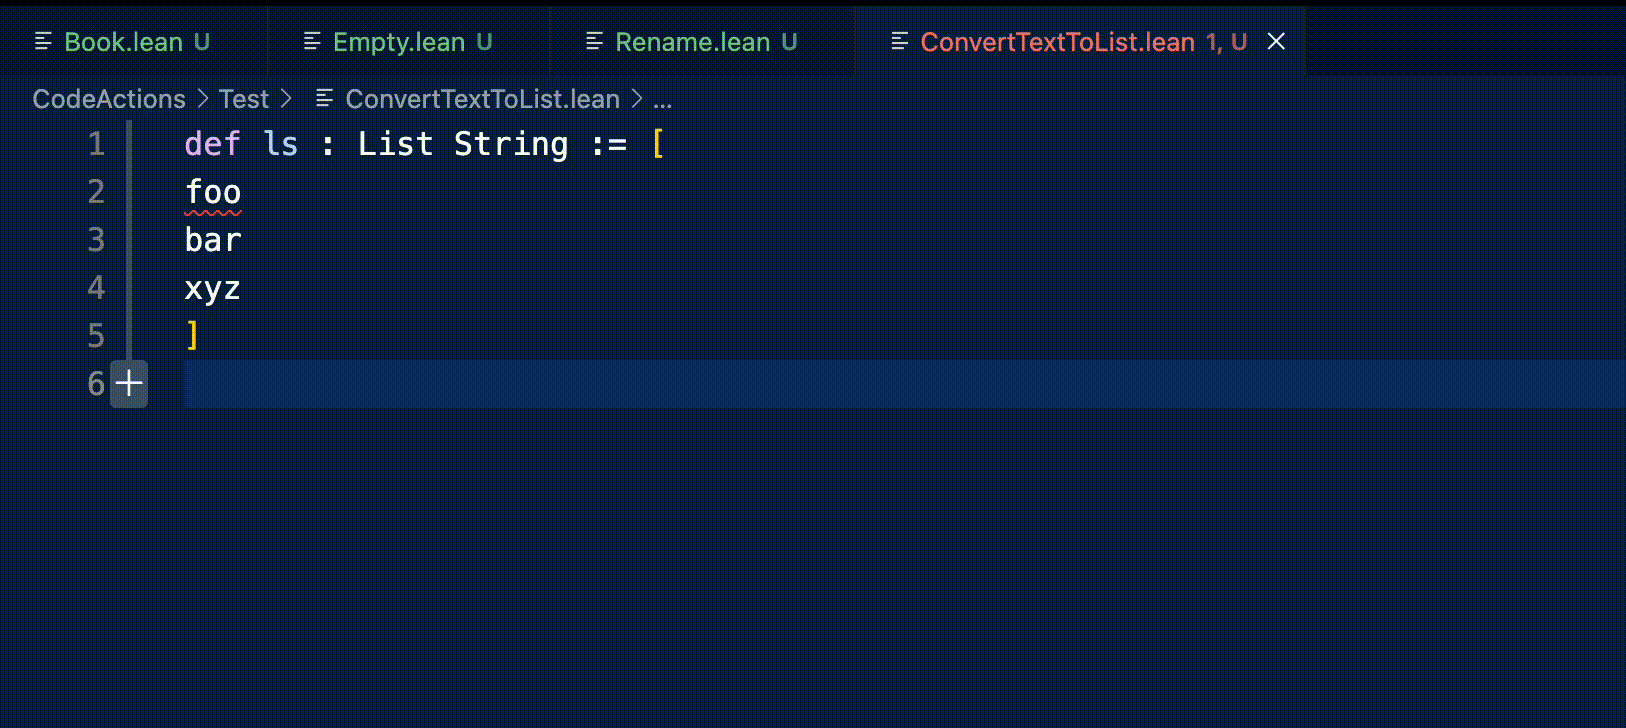 Book.lean U Empty.lean U Rename.lean U ConvertTextToList.lean 1, U
CodeActions > Test > ConvertTextToList.lean > ...
1 def ls : List String := [
2 foo
3 bar
4 xyz
5 ]
6